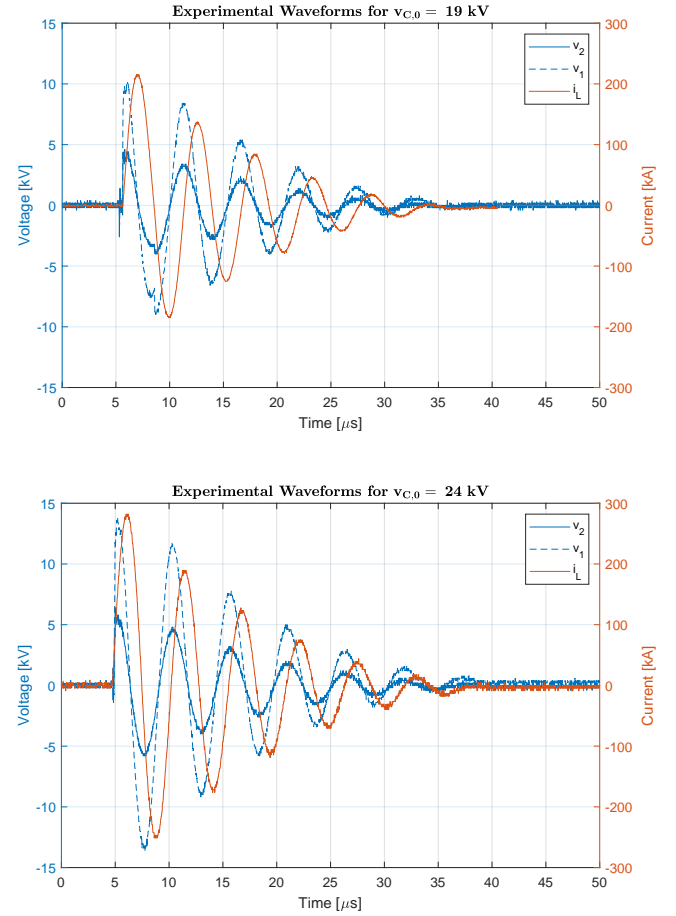 Experimental Waveforms for v_C,0 = 19 kV
15
10
5
0
-5
-10
-15
Voltage [kV]
300
200
100
0
-100
-200
-300
Current [kA]
v_2
v_1
i_L
0 5 10 15 20 25 30 35 40 45 50
Time [μs]
Experimental Waveforms for v_C,0 = 24 kV
15
10
5
0
-5
-10
-15
Voltage [kV]
300
200
100
0
-100
-200
-300
Current [kA]
v_2
v_1
i_L
0 5 10 15 20 25 30 35 40 45 50
Time [μs]